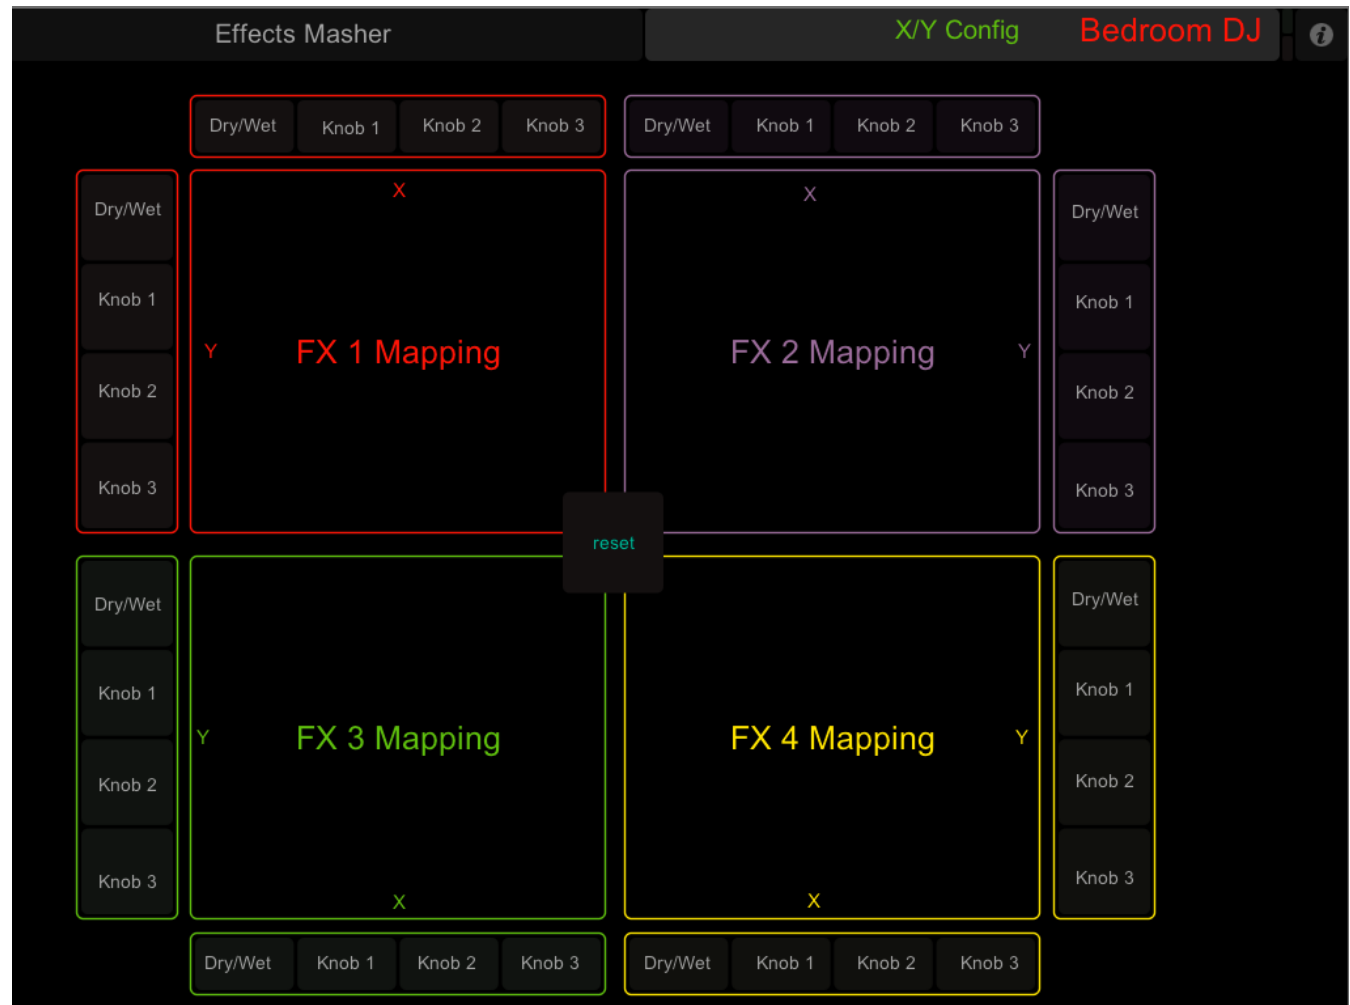 Effects Masher
X/Y Config
Bedroom DJ
i
Dry/Wet Knob 1 Knob 2 Knob 3
Dry/Wet Knob 1 Knob 2 Knob 3
Dry/Wet
Knob 1
Knob 2
Knob 3
X
Y
FX 1 Mapping
X
FX 2 Mapping
Y
Dry/Wet
Knob 1
Knob 2
Knob 3
reset
Dry/Wet
Knob 1
Knob 2
Knob 3
Y
FX 3 Mapping
X
FX 4 Mapping
Y
X
Dry/Wet
Knob 1
Knob 2
Knob 3
Dry/Wet Knob 1 Knob 2 Knob 3
Dry/Wet Knob 1 Knob 2 Knob 3